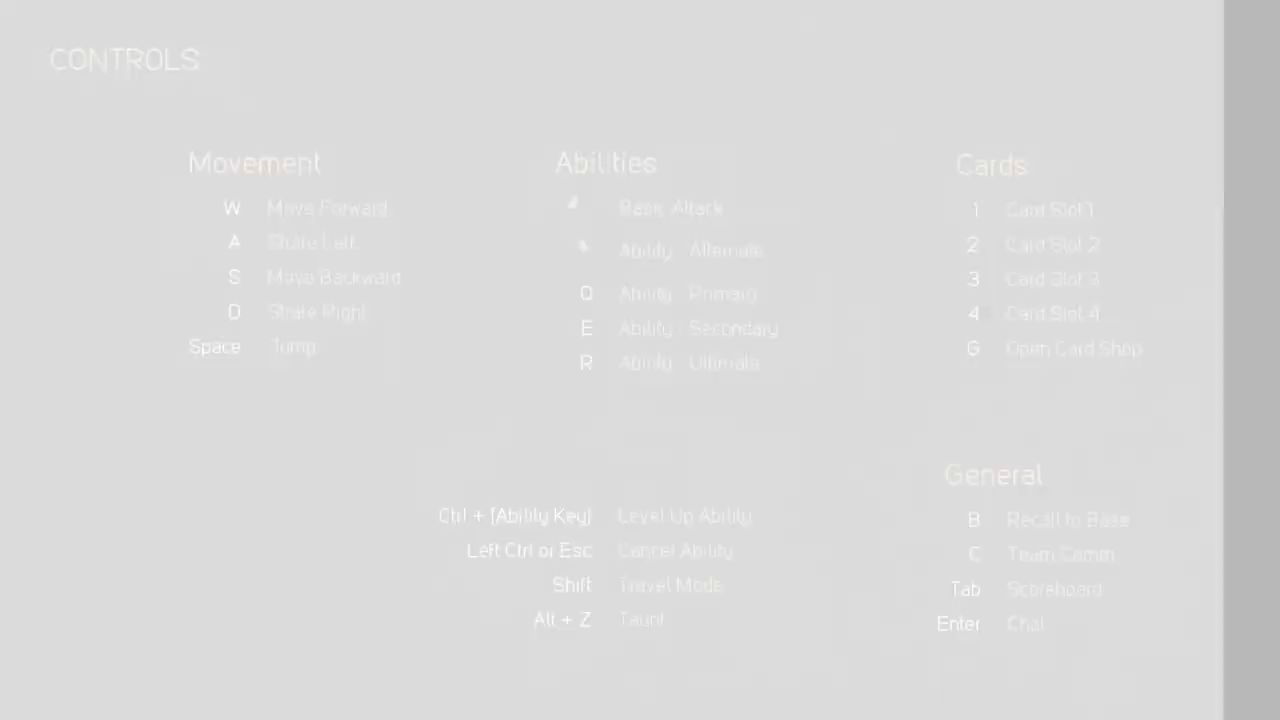 CONTROLS
Movement
W Move Forward
A Strafe Left
S Move Backward
D Strafe Right
Space Jump
Abilities
Basic Attack
Ability Alternate
Q Ability Primary
E Ability Secondary
R Ability Ultimate
Ctrl + [Ability Key] Level Up Ability
Left Ctrl or Esc Cancel Ability
Shift Travel Mode
Alt + Z Taunt
Cards
1 Card Slot 1
2 Card Slot 2
3 Card Slot 3
4 Card Slot 4
G Open Card Shop
General
B Recall to Base
C Team Comm
Tab Scoreboard
Enter Chat